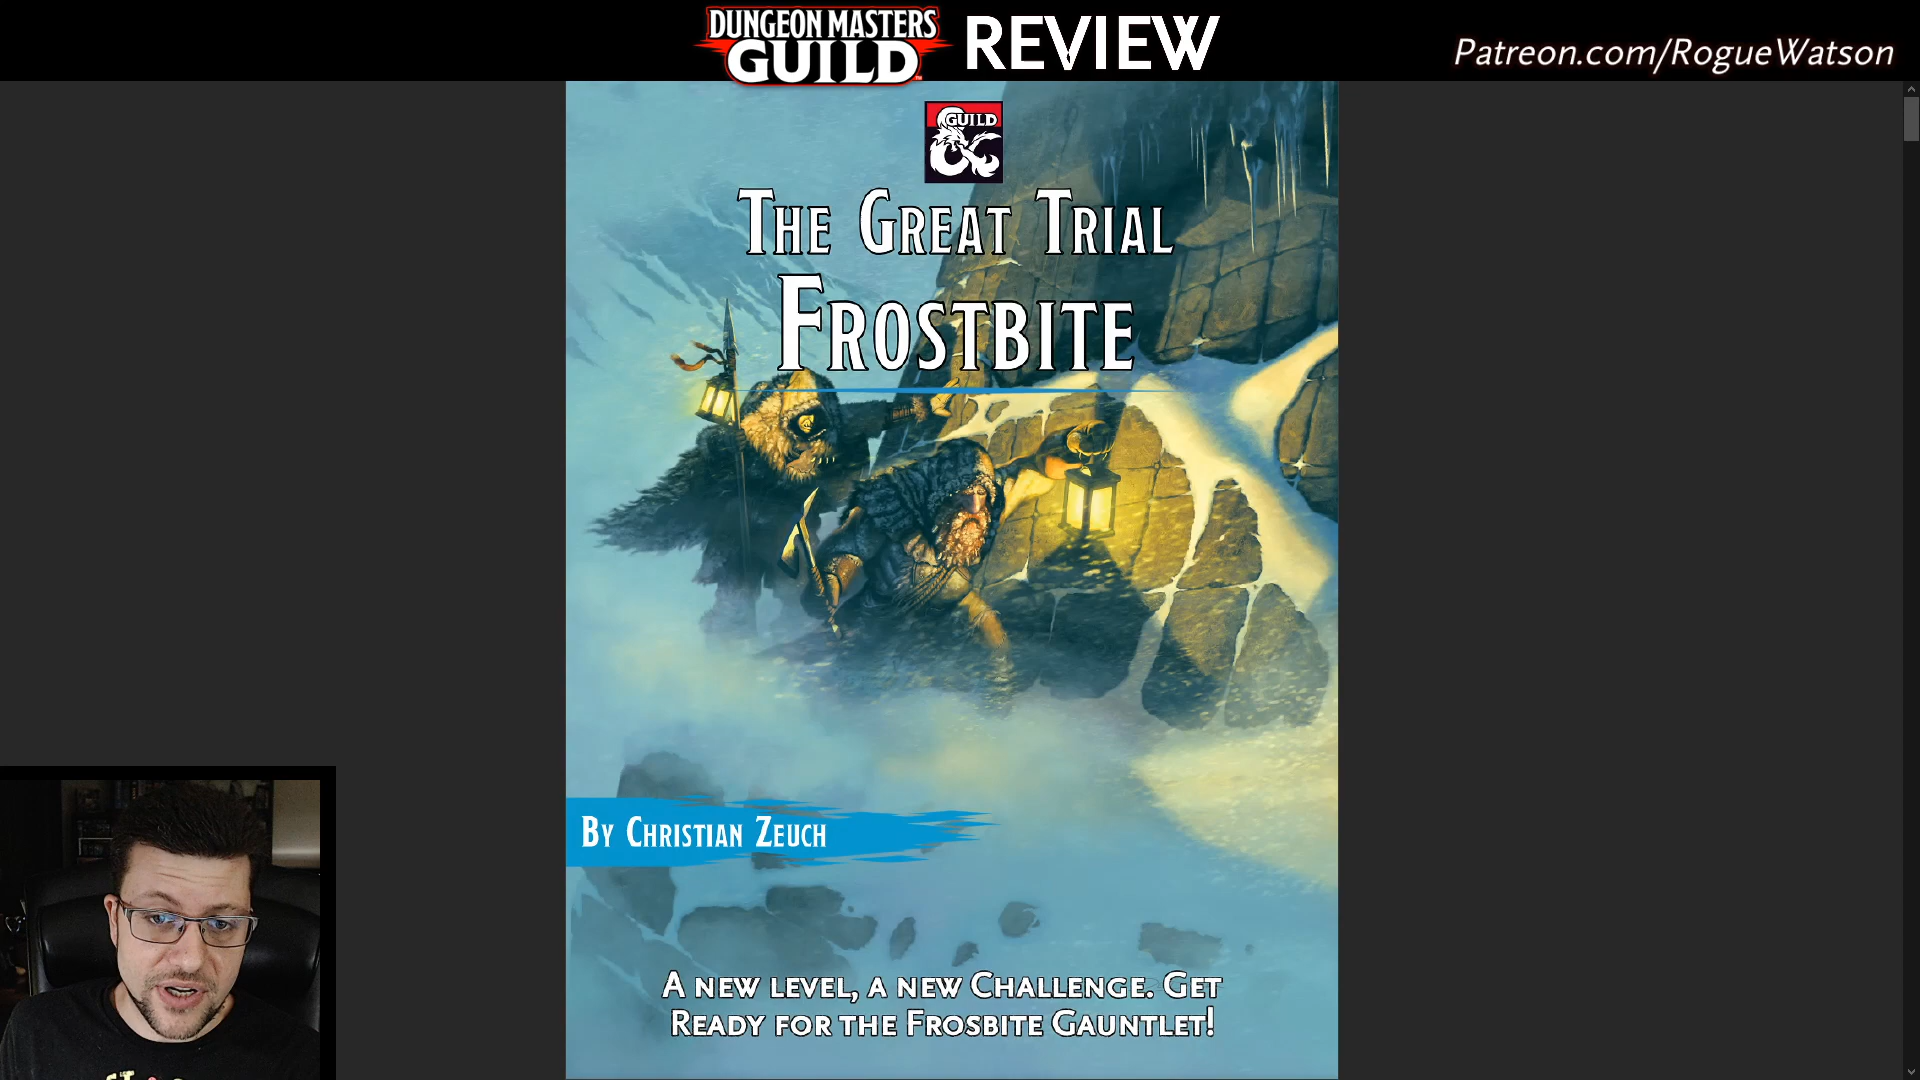 DUNGEON MASTERS
GUILD
REVIEW
Patreon.com/RogueWatson
GUILD
THE GREAT TRIAL
FROSTBITE
BY CHRISTIAN ZEUCH
A NEW LEVEL, A NEW CHALLENGE. GET
READY FOR THE FROSBITE GAUNTLET!